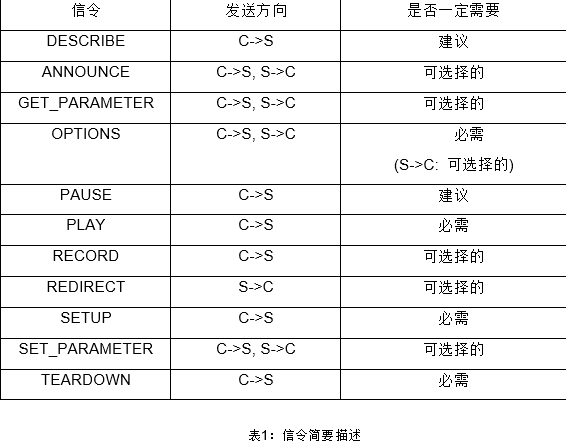 信令 发送方向 是否一定需要
DESCRIBE C->S 建议
ANNOUNCE C->S, S->C 可选择的
GET_PARAMETER C->S, S->C 可选择的
OPTIONS C->S, S->C 必需
(S->C: 可选择的)
PAUSE C->S 建议
PLAY C->S 必需
RECORD C->S 可选择的
REDIRECT S->C 可选择的
SETUP C->S 必需
SET_PARAMETER C->S, S->C 可选择的
TEARDOWN C->S 必需
表1：信令简要描述